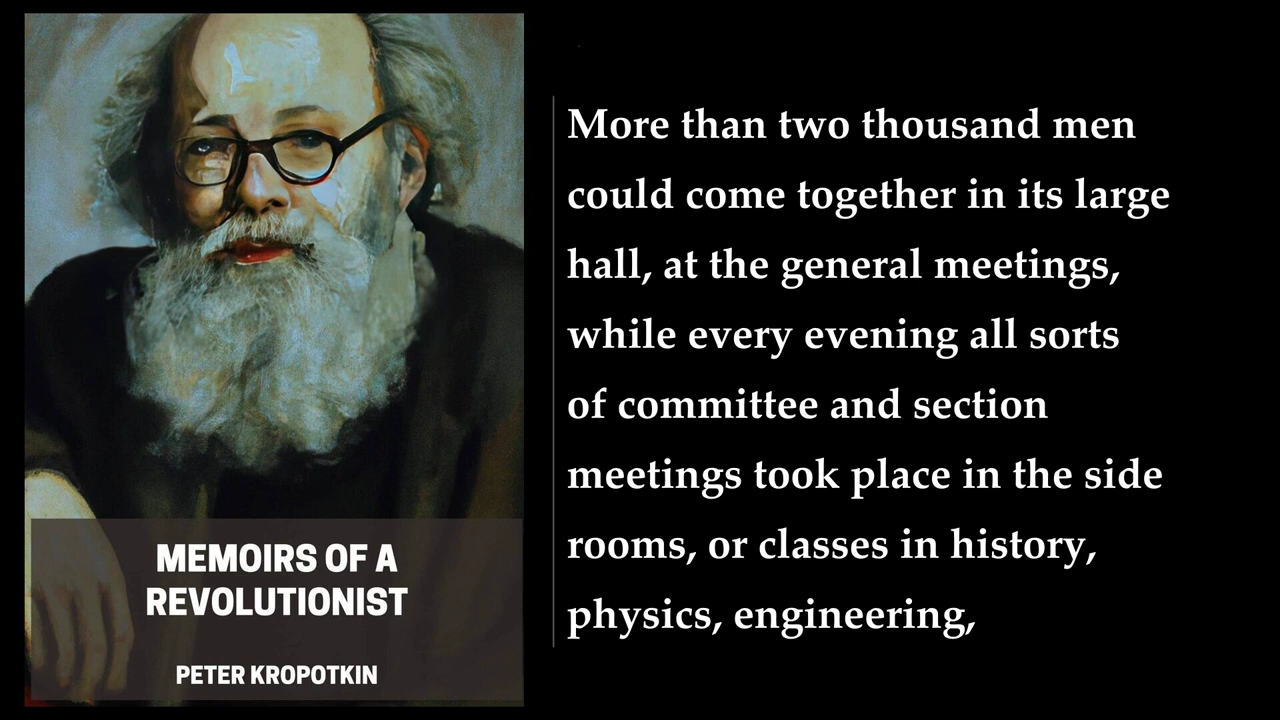 MEMOIRS OF A
REVOLUTIONIST
PETER KROPOTKIN
More than two thousand men
could come together in its large
hall, at the general meetings,
while every evening all sorts
of committee and section
meetings took place in the side
rooms, or classes in history,
physics, engineering,